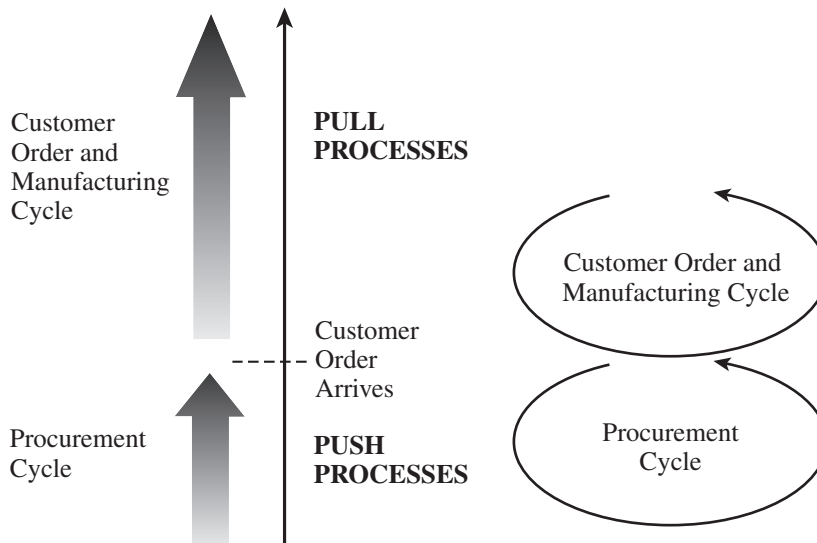 Customer
Order and
Manufacturing
Cycle
PULL
PROCESSES
Customer Order and
Manufacturing Cycle
Customer
Order
Arrives
Procurement
Cycle
PUSH
PROCESSES
Procurement
Cycle